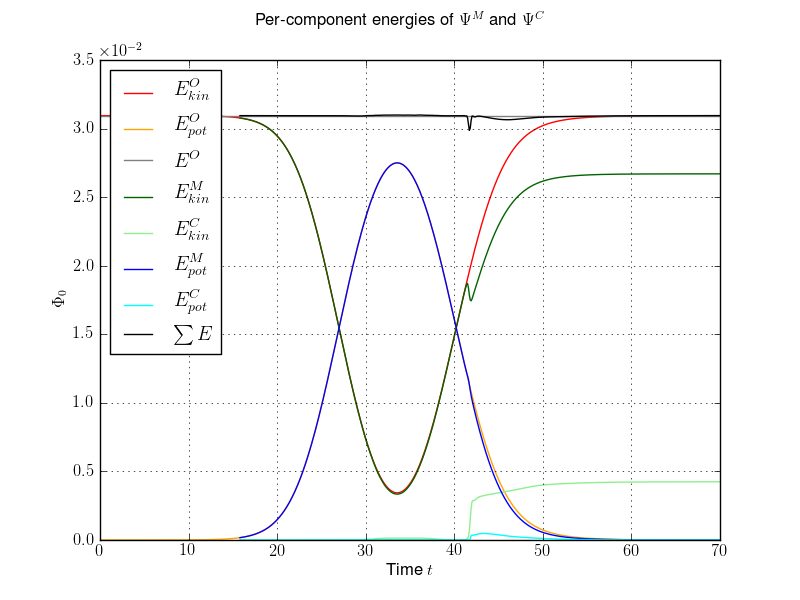 Per-component energies of Ψ^M and Ψ^C
×10^−2
3.5
3.0
2.5
2.0
1.5
1.0
0.5
0.0
Φ_0
E^O_kin
E^O_pot
E^O
E^M_kin
E^C_kin
E^M_pot
E^C_pot
∑ E
0 10 20 30 40 50 60 70
Time t